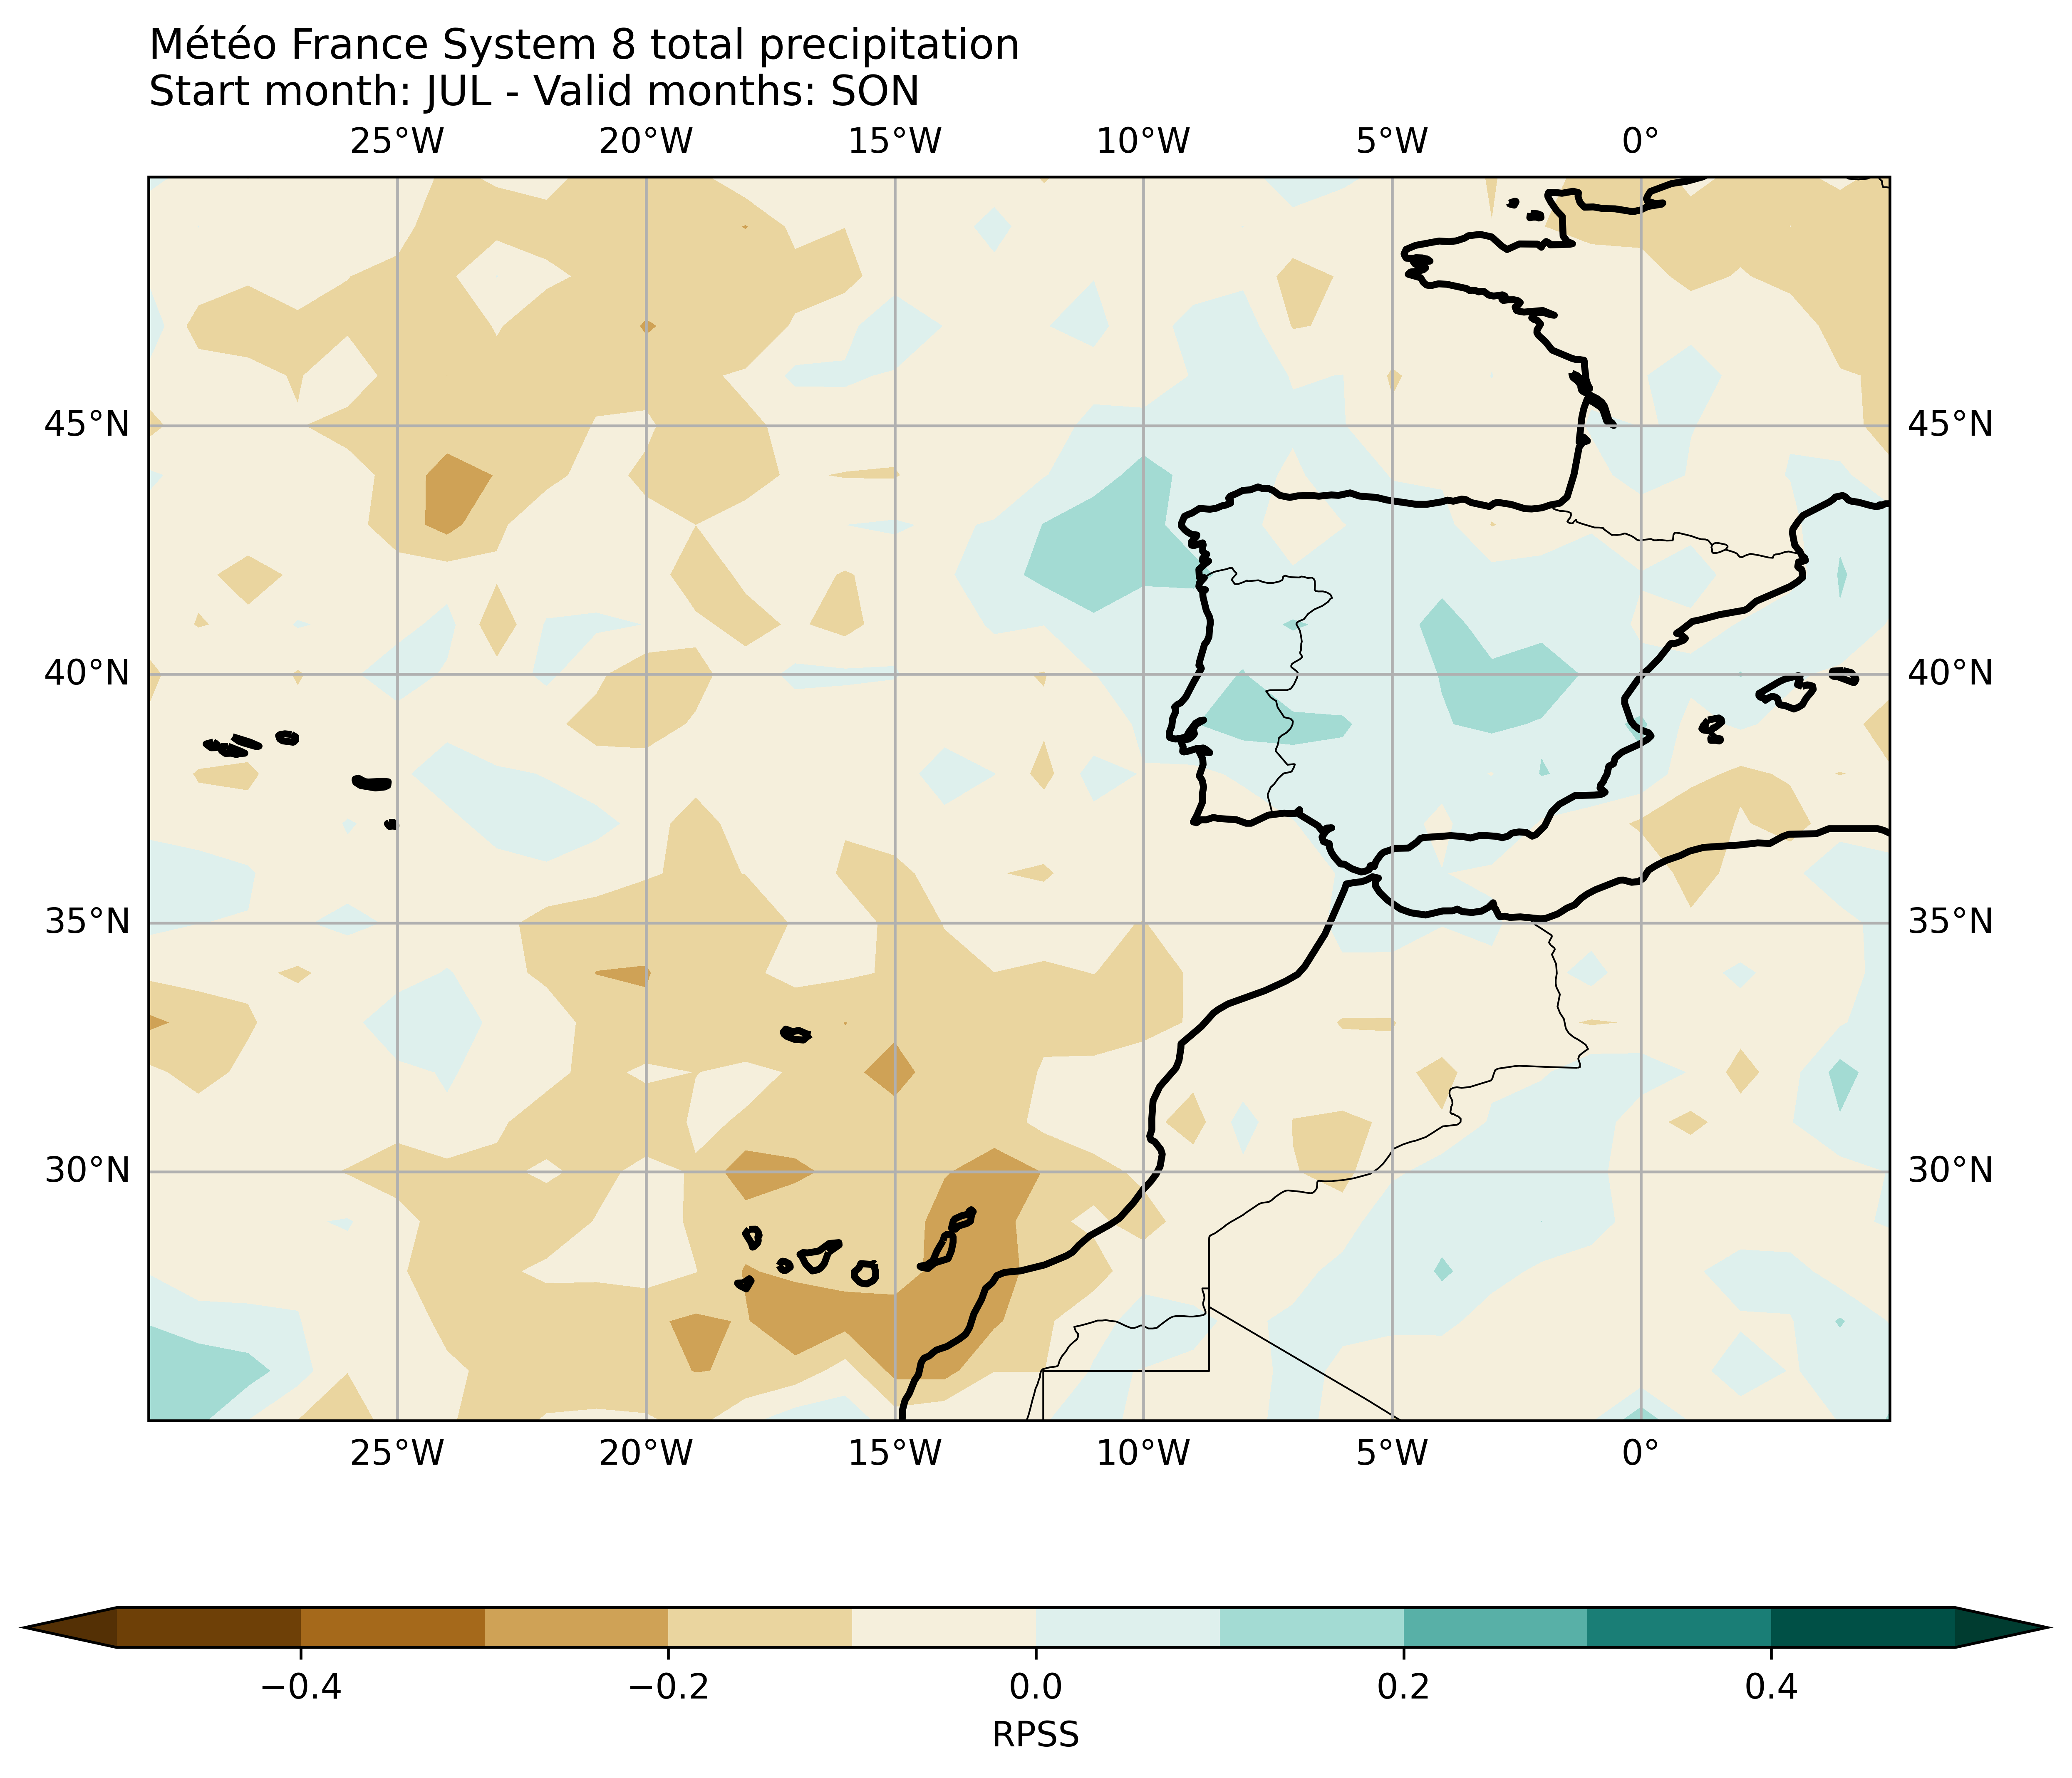 Météo France System 8 total precipitation
Start month: JUL - Valid months: SON
25°W 20°W 15°W 10°W 5°W 0°
45°N 45°N
40°N 40°N
35°N 35°N
30°N 30°N
25°W 20°W 15°W 10°W 5°W 0°
−0.4 −0.2 0.0 0.2 0.4
RPSS